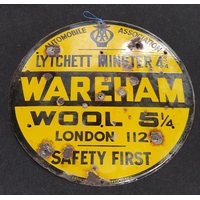 AUTOMOBILE ASSOCIATION
AA
LYTCHETT MINSTER 4
WAREHAM
WOOL 5¼
LONDON 112
SAFETY FIRST